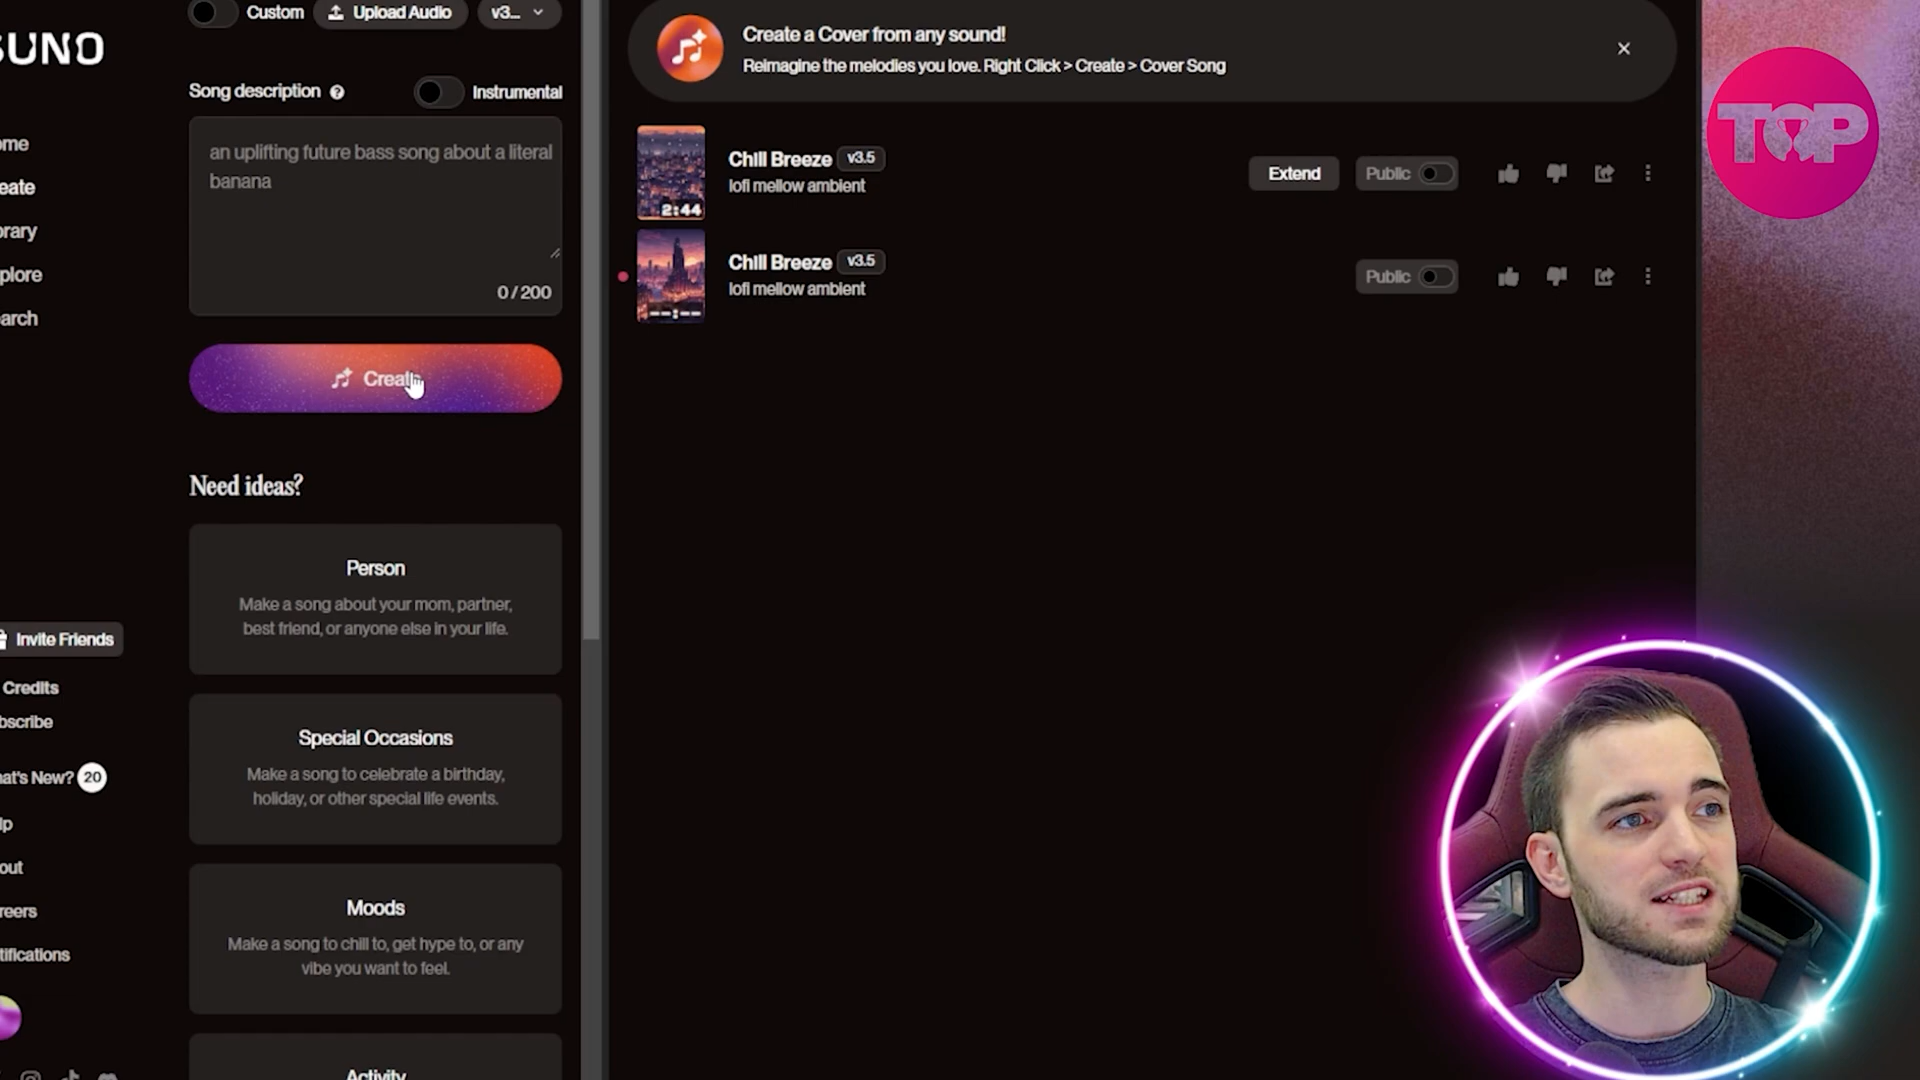 Custom
Upload Audio
v3...
SUNO
Song description
Instrumental
an uplifting future bass song about a literal
banana
0 / 200
Create
Need ideas?
Person
Make a song about your mom, partner,
best friend, or anyone else in your life.
Special Occasions
Make a song to celebrate a birthday,
holiday, or other special life events.
Moods
Make a song to chill to, get hype to, or any
vibe you want to feel.
Activity
ome
eate
brary
plore
arch
Invite Friends
Credits
bscribe
hat's New? 20
lp
out
reers
tifications
Create a Cover from any sound!
Reimagine the melodies you love. Right Click > Create > Cover Song
Chill Breeze v3.5
lofi mellow ambient
2:44
Extend
Public
Chill Breeze v3.5
lofi mellow ambient
--:--
Public
TOP